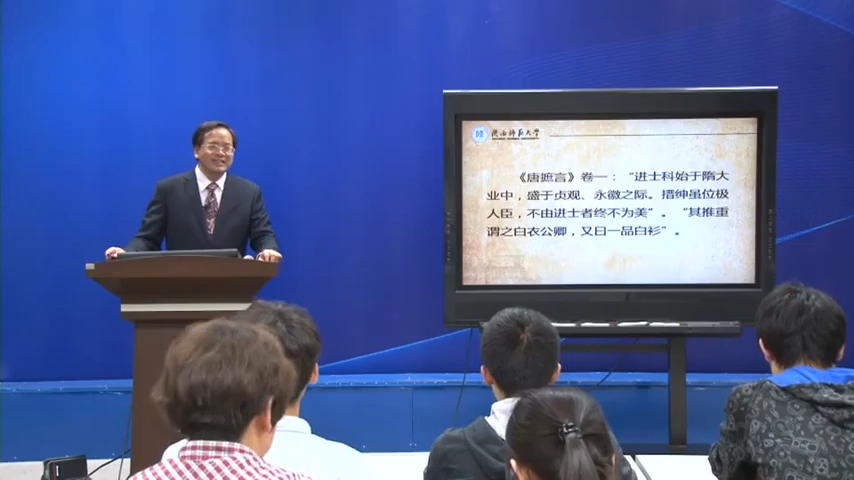 陕西师范大学
《唐摭言》卷一：“进士科始于隋大
业中，盛于贞观、永徽之际。搢绅虽位极
人臣，不由进士者终不为美”。“其推重
谓之白衣公卿，又曰一品白衫”。